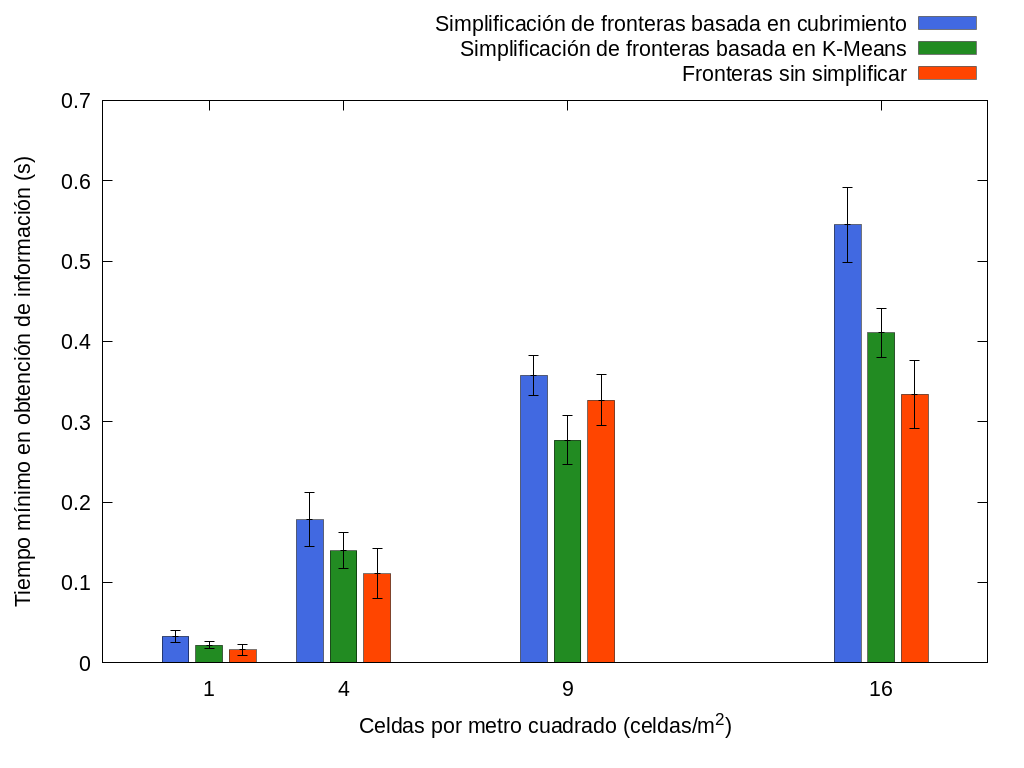 Simplificación de fronteras basada en cubrimiento
Simplificación de fronteras basada en K-Means
Fronteras sin simplificar
0.7
0.6
0.5
0.4
0.3
0.2
0.1
0
Tiempo mínimo en obtención de información (s)
1 4 9 16
Celdas por metro cuadrado (celdas/m²)